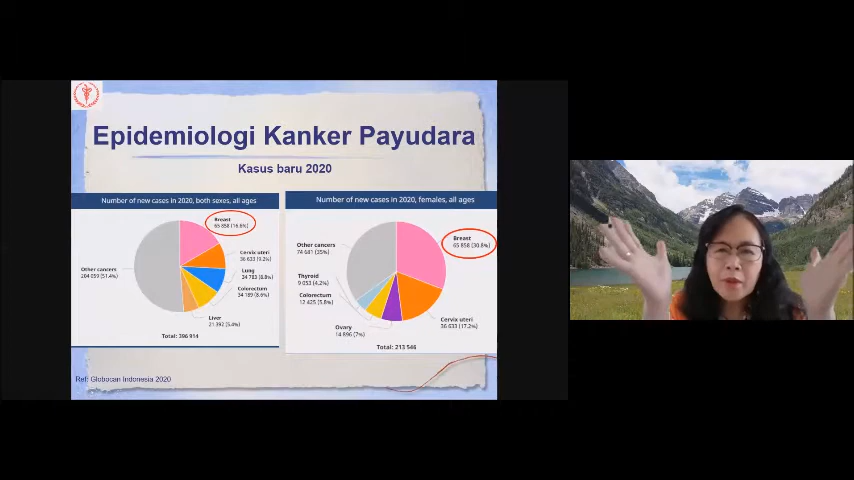 Epidemiologi Kanker Payudara
Kasus baru 2020
Number of new cases in 2020, both sexes, all ages
Breast
65 858 (16.6%)
Cervix uteri
36 633 (9.2%)
Lung
34 783 (8.8%)
Colorectum
34 189 (8.6%)
Liver
21 392 (5.4%)
Other cancers
204 059 (51.4%)
Total: 396 914
Number of new cases in 2020, females, all ages
Breast
65 858 (30.8%)
Cervix uteri
36 633 (17.2%)
Ovary
14 896 (7%)
Colorectum
12 425 (5.8%)
Thyroid
9 053 (4.2%)
Other cancers
74 681 (35%)
Total: 213 546
Ref: Globocan Indonesia 2020